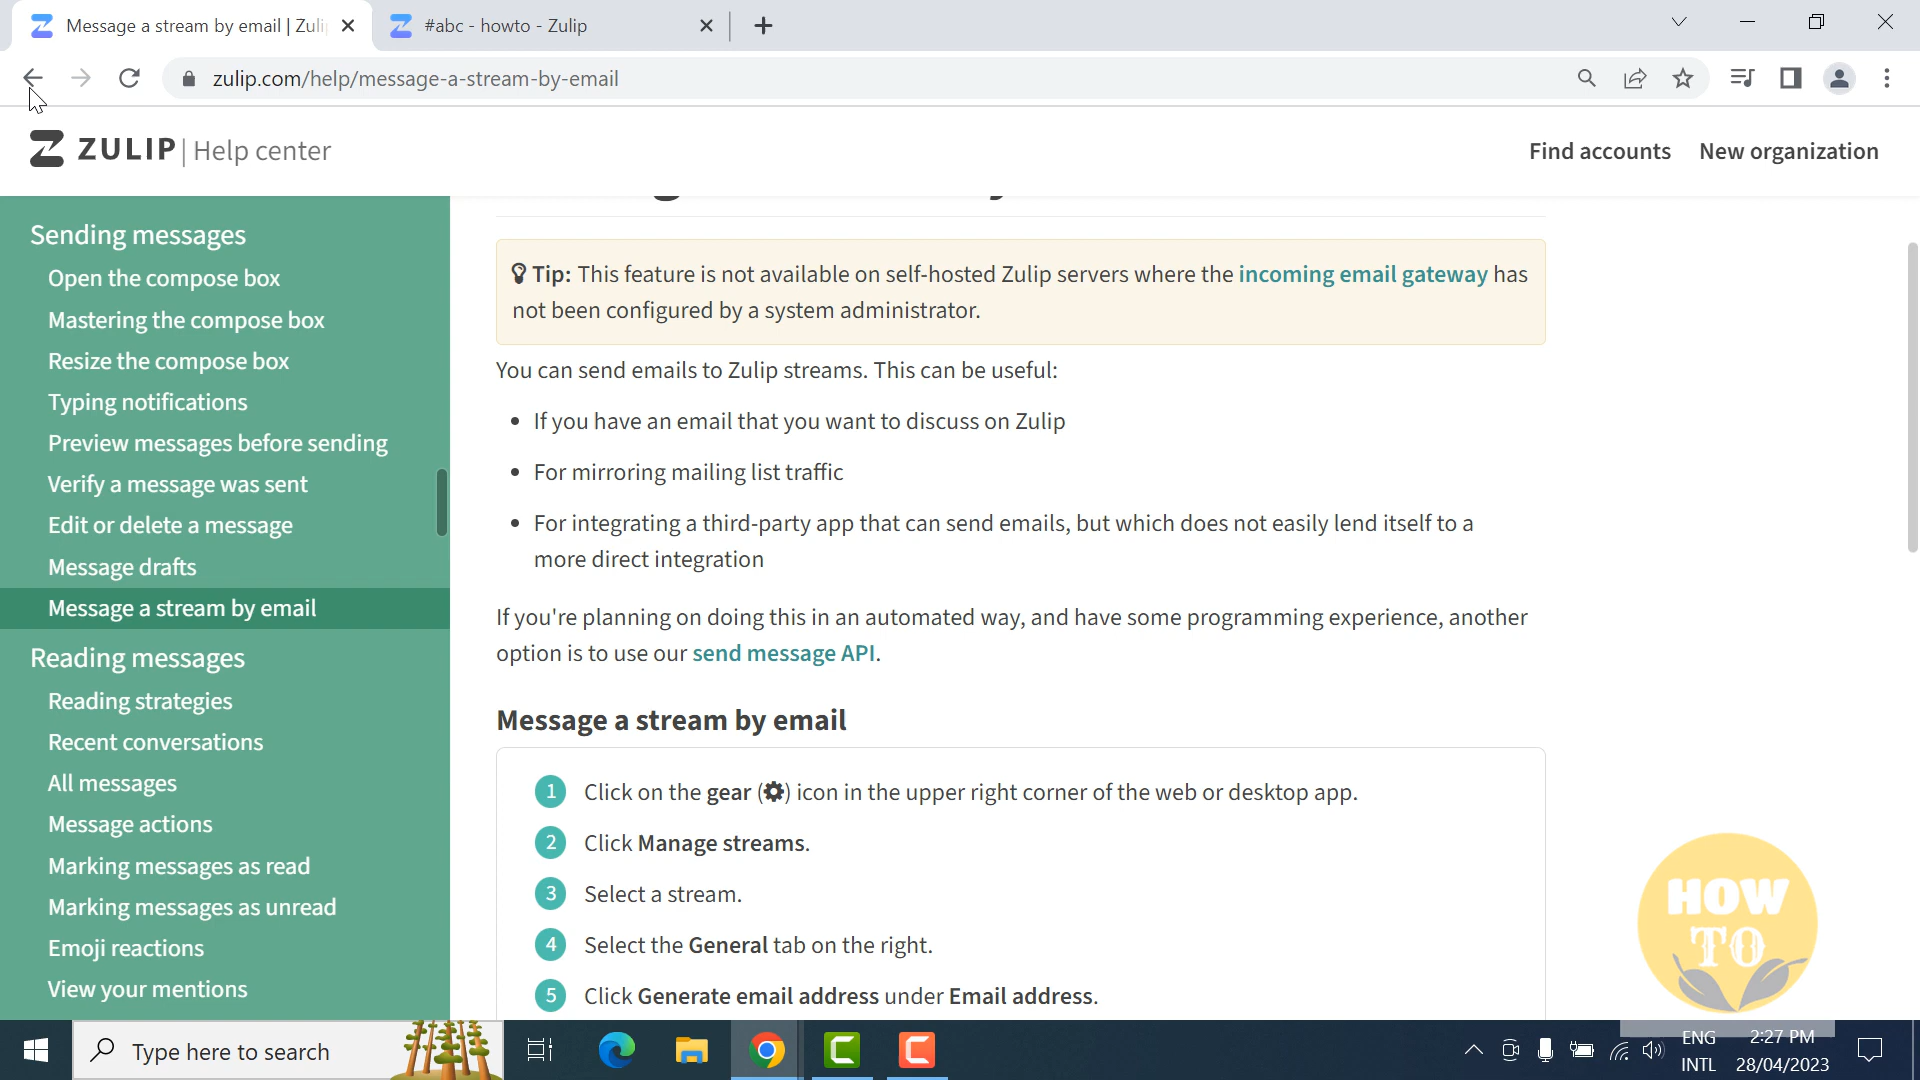 Message a stream by email | Zuli
#abc - howto - Zulip
zulip.com/help/message-a-stream-by-email
ZULIP | Help center
Find accounts
New organization
Sending messages
Open the compose box
Mastering the compose box
Resize the compose box
Typing notifications
Preview messages before sending
Verify a message was sent
Edit or delete a message
Message drafts
Message a stream by email
Reading messages
Reading strategies
Recent conversations
All messages
Message actions
Marking messages as read
Marking messages as unread
Emoji reactions
View your mentions
Tip: This feature is not available on self-hosted Zulip servers where the incoming email gateway has
not been configured by a system administrator.
You can send emails to Zulip streams. This can be useful:
• If you have an email that you want to discuss on Zulip
• For mirroring mailing list traffic
• For integrating a third-party app that can send emails, but which does not easily lend itself to a
more direct integration
If you're planning on doing this in an automated way, and have some programming experience, another
option is to use our send message API.
Message a stream by email
1 Click on the gear (⚙) icon in the upper right corner of the web or desktop app.
2 Click Manage streams.
3 Select a stream.
4 Select the General tab on the right.
5 Click Generate email address under Email address.
HOW
TO
Type here to search
ENG
INTL
2:27 PM
28/04/2023